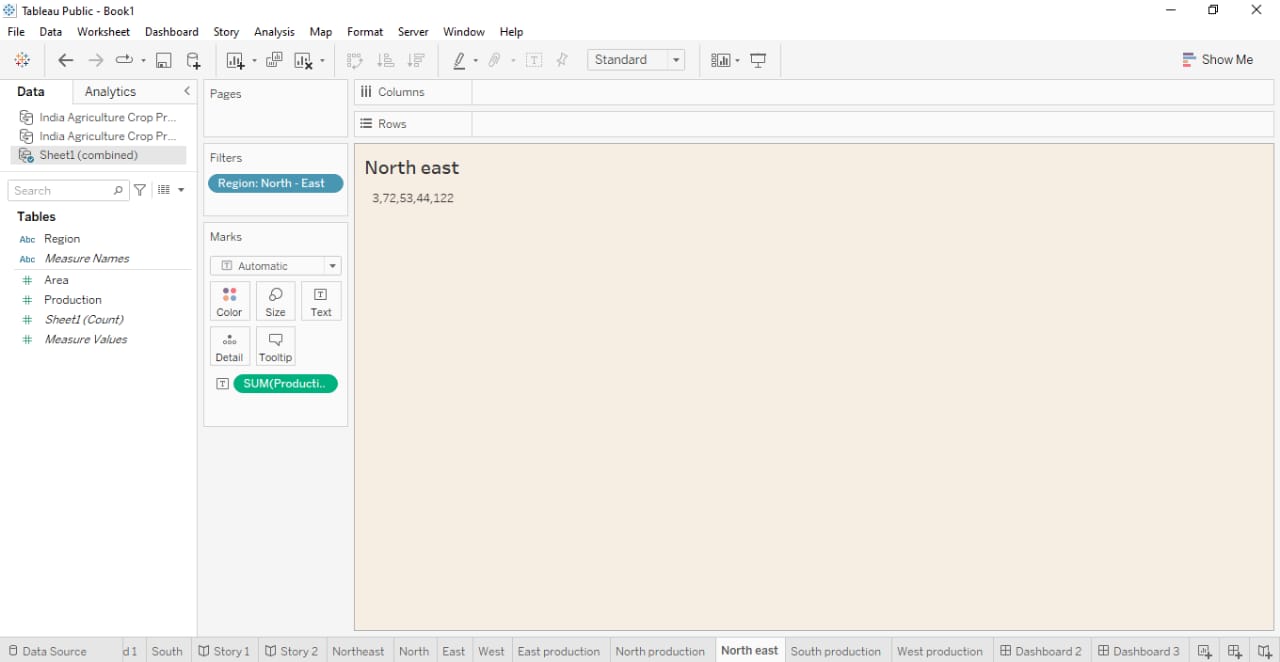 Tableau Public - Book1
File Data Worksheet Dashboard Story Analysis Map Format Server Window Help
Standard
Show Me
Data Analytics
India Agriculture Crop Pr...
India Agriculture Crop Pr...
Sheet1 (combined)
Search
Tables
Abc Region
Abc Measure Names
# Area
# Production
# Sheet1 (Count)
# Measure Values
Pages
Filters
Region: North - East
Marks
T Automatic
Color Size T Text
Detail Tooltip
T SUM(Producti..
Columns
Rows
North east
3,72,53,44,122
Data Source d 1 South Story 1 Story 2 Northeast North East West East production North production North east South production West production Dashboard 2 Dashboard 3